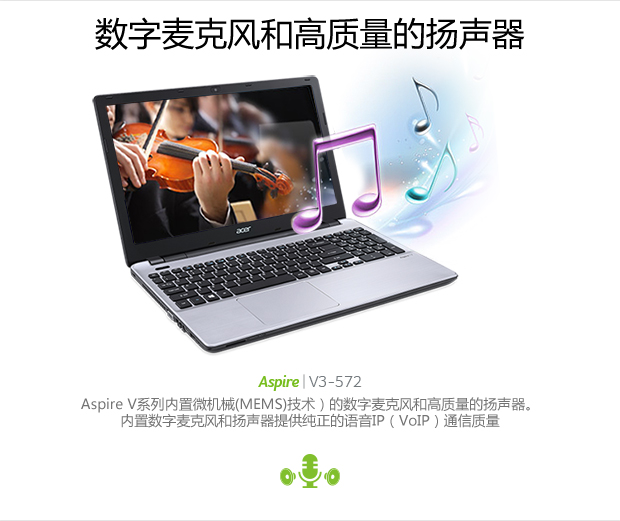 数字麦克风和高质量的扬声器
acer
Aspire | V3-572
Aspire V系列内置微机械(MEMS)技术）的数字麦克风和高质量的扬声器。
内置数字麦克风和扬声器提供纯正的语音IP（VoIP）通信质量